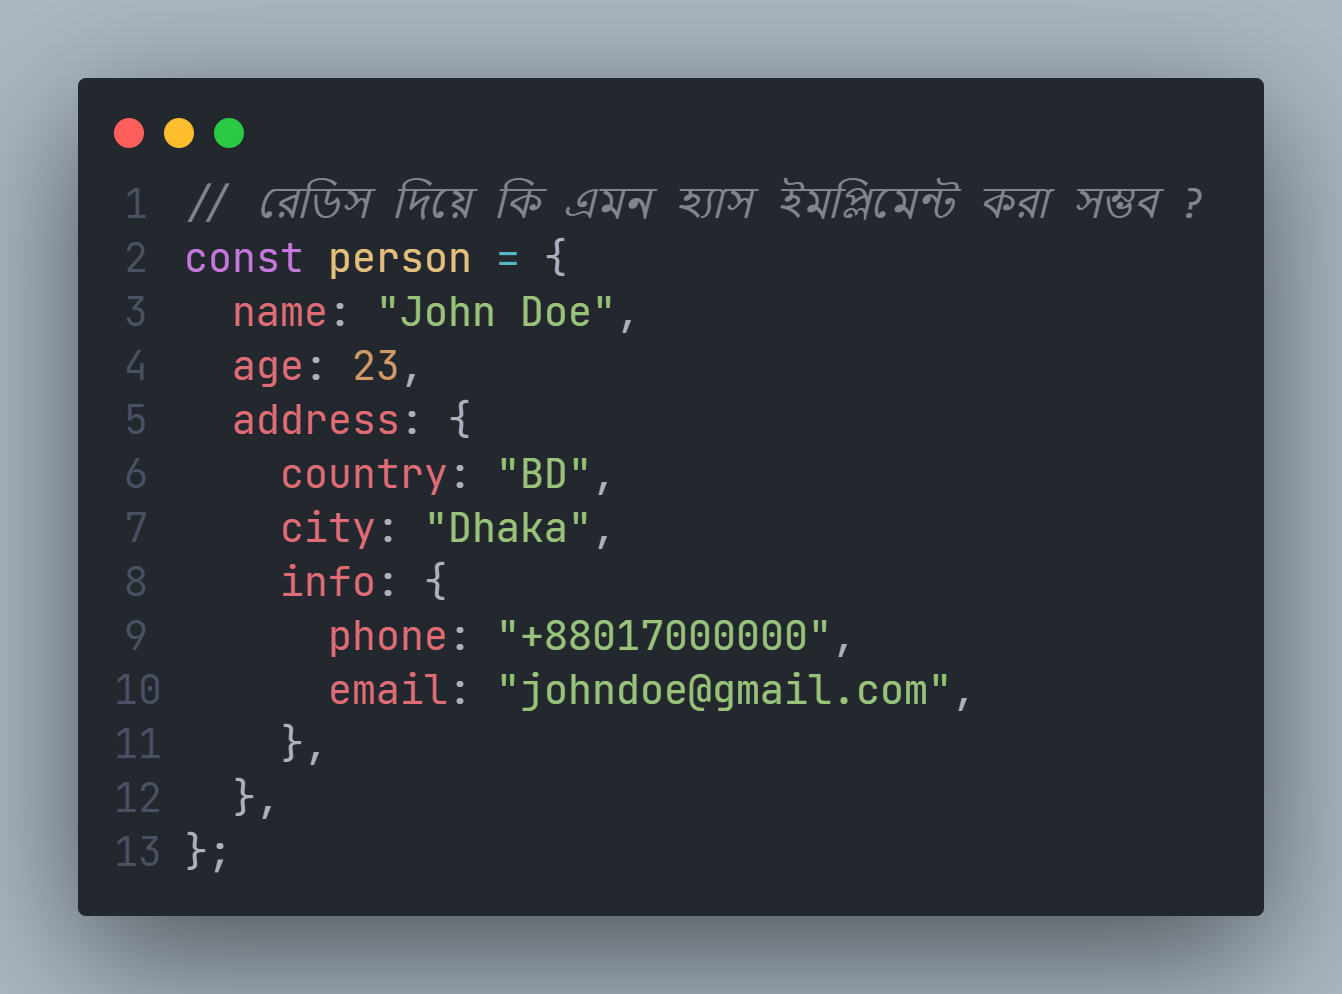 1 // রেডিস দিয়ে কি এমন হ্যাস ইমপ্লিমেন্ট করা সম্ভব ?
2 const person = {
3   name: "John Doe",
4   age: 23,
5   address: {
6     country: "BD",
7     city: "Dhaka",
8     info: {
9       phone: "+88017000000",
10       email: "johndoe@gmail.com",
11     },
12   },
13 };